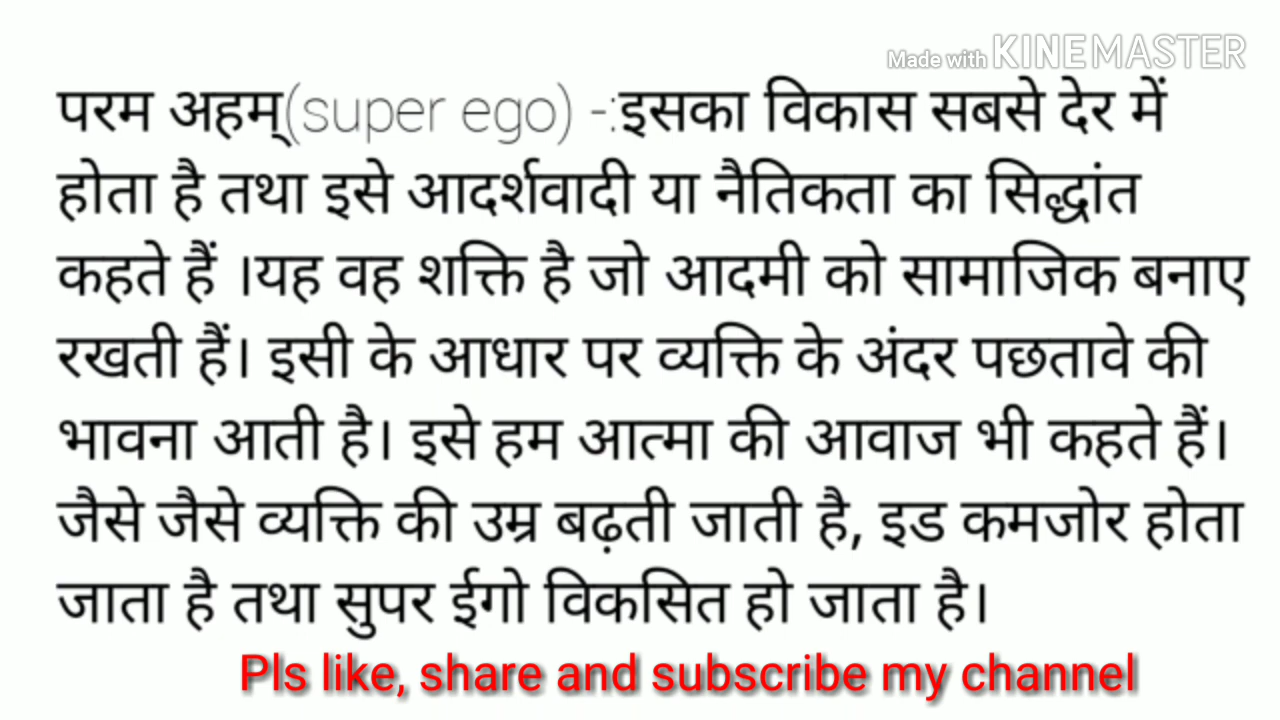 Made with KINEMASTER
परम अहम्(super ego) -:इसका विकास सबसे देर में
होता है तथा इसे आदर्शवादी या नैतिकता का सिद्धांत
कहते हैं ।यह वह शक्ति है जो आदमी को सामाजिक बनाए
रखती हैं। इसी के आधार पर व्यक्ति के अंदर पछतावे की
भावना आती है। इसे हम आत्मा की आवाज भी कहते हैं।
जैसे जैसे व्यक्ति की उम्र बढ़ती जाती है, इड कमजोर होता
जाता है तथा सुपर ईगो विकसित हो जाता है।
Pls like, share and subscribe my channel